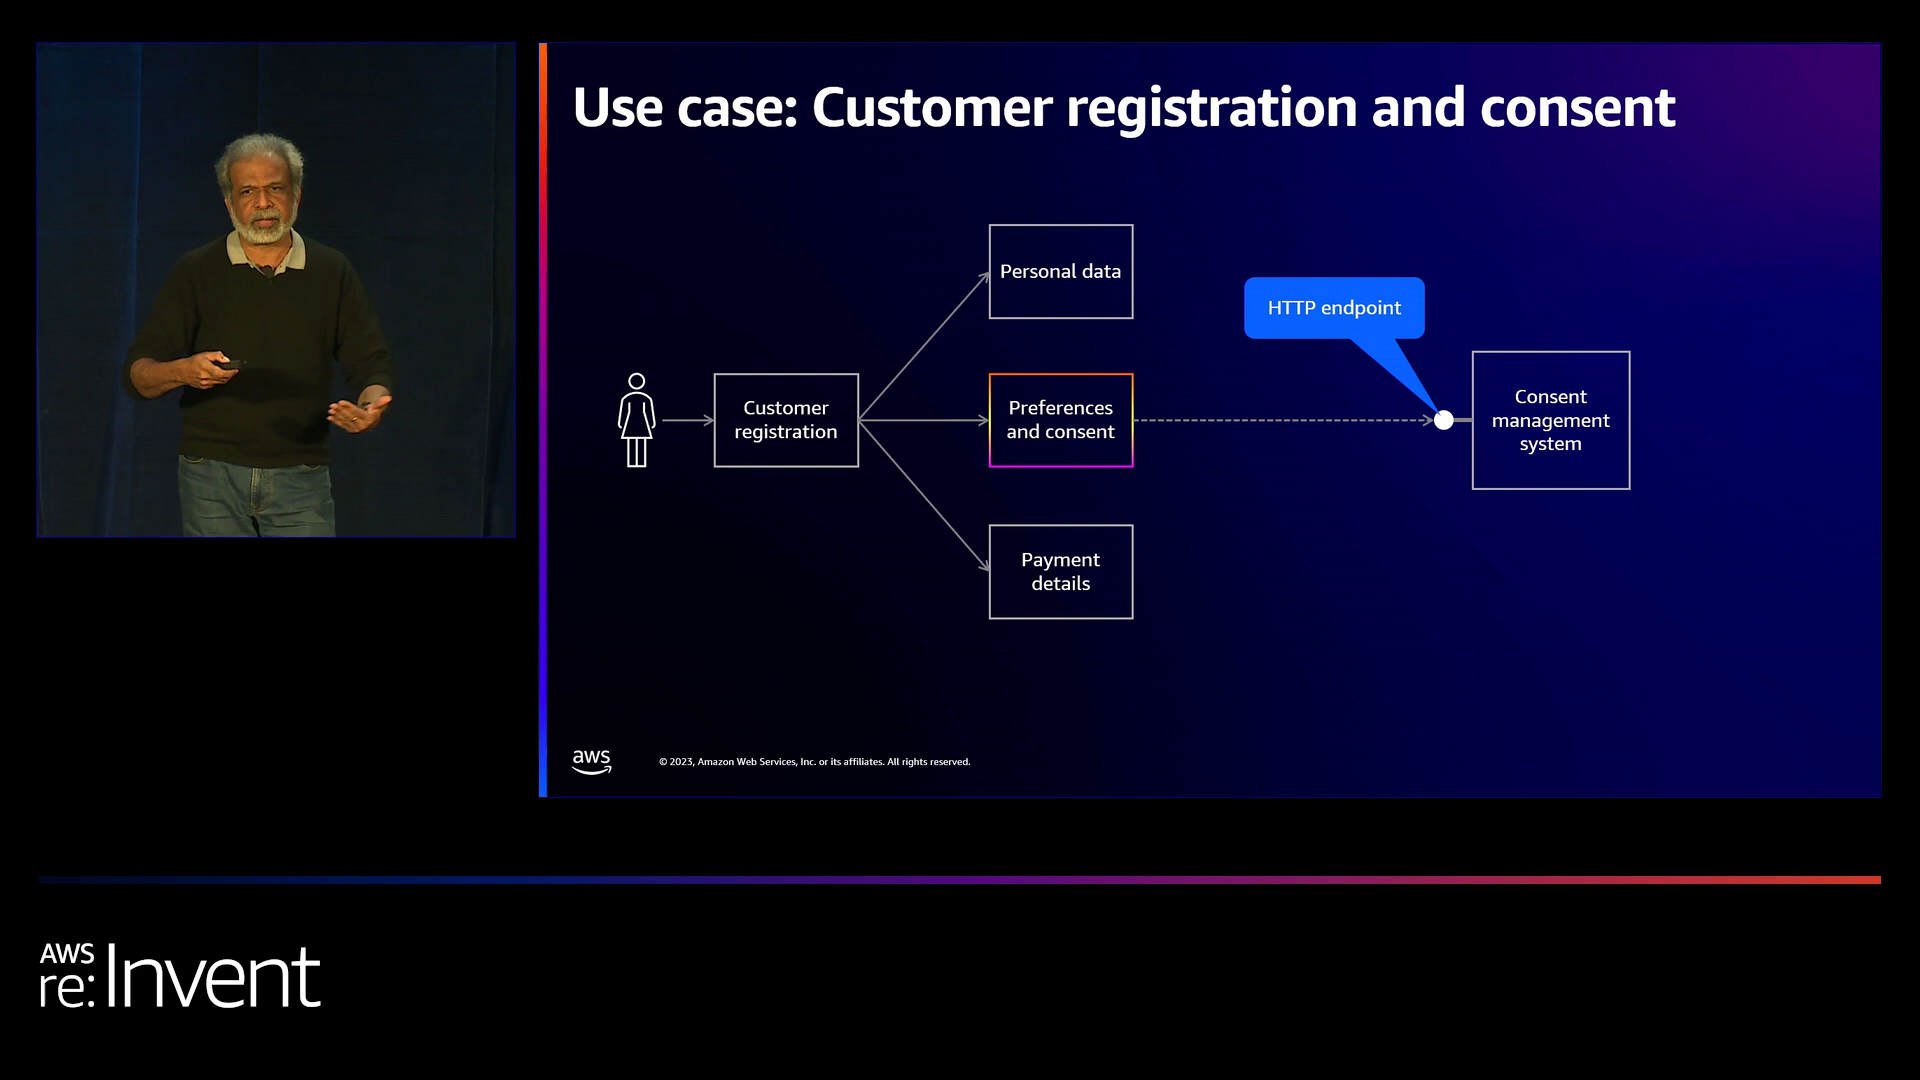 Use case: Customer registration and consent
Personal data
HTTP endpoint
Customer
registration
Preferences
and consent
Consent
management
system
Payment
details
aws
© 2023, Amazon Web Services, Inc. or its affiliates. All rights reserved.
AWS
re:Invent